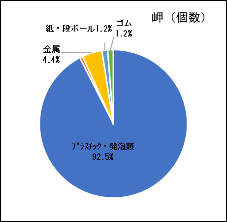 岬（個数）
紙・段ボール1.2%
ゴム
1.2%
金属
4.4%
ﾌﾟﾗｽﾁｯｸ・発泡類
92.5%